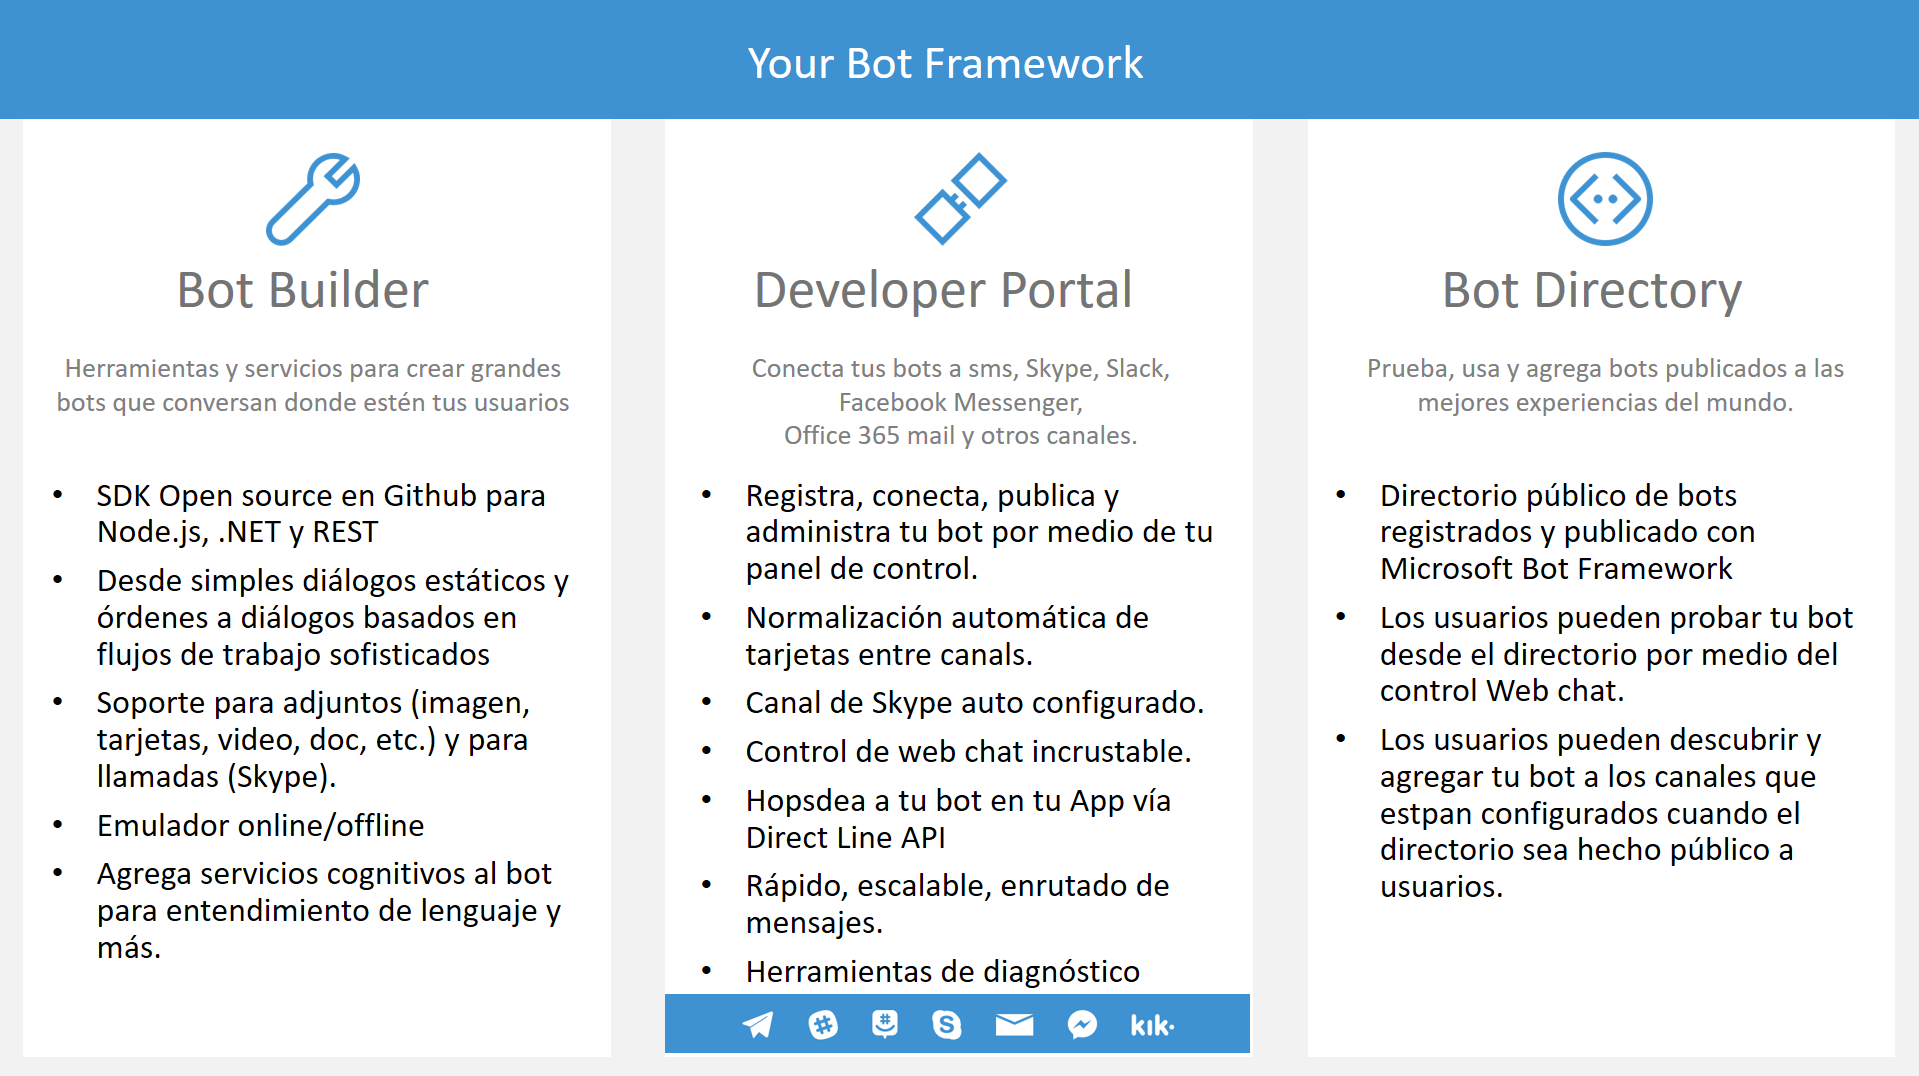 Your Bot Framework
Bot Builder
Herramientas y servicios para crear grandes
bots que conversan donde estén tus usuarios
• SDK Open source en Github para
Node.js, .NET y REST
• Desde simples diálogos estáticos y
órdenes a diálogos basados en
flujos de trabajo sofisticados
• Soporte para adjuntos (imagen,
tarjetas, video, doc, etc.) y para
llamadas (Skype).
• Emulador online/offline
• Agrega servicios cognitivos al bot
para entendimiento de lenguaje y
más.
Developer Portal
Conecta tus bots a sms, Skype, Slack,
Facebook Messenger,
Office 365 mail y otros canales.
• Registra, conecta, publica y
administra tu bot por medio de tu
panel de control.
• Normalización automática de
tarjetas entre canals.
• Canal de Skype auto configurado.
• Control de web chat incrustable.
• Hopsdea a tu bot en tu App vía
Direct Line API
• Rápido, escalable, enrutado de
mensajes.
• Herramientas de diagnóstico
kik.
Bot Directory
Prueba, usa y agrega bots publicados a las
mejores experiencias del mundo.
• Directorio público de bots
registrados y publicado con
Microsoft Bot Framework
• Los usuarios pueden probar tu bot
desde el directorio por medio del
control Web chat.
• Los usuarios pueden descubrir y
agregar tu bot a los canales que
estpan configurados cuando el
directorio sea hecho público a
usuarios.